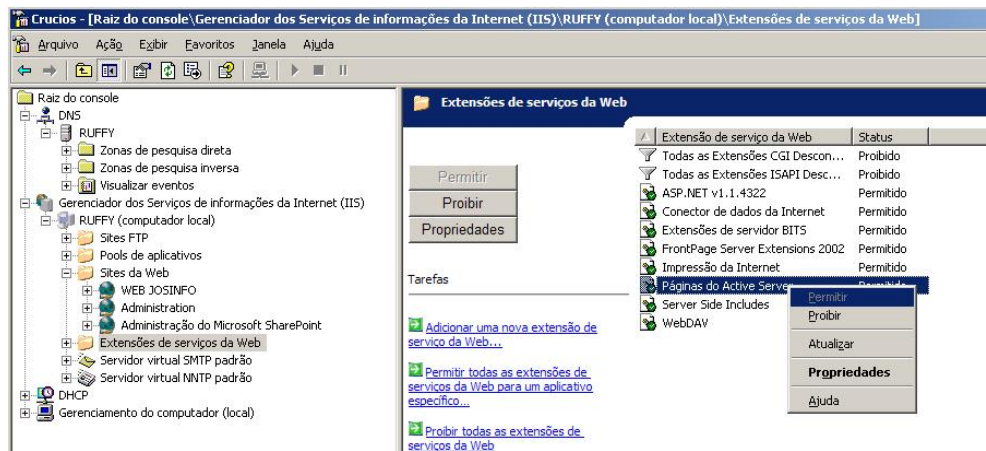 Crucios - [Raiz do console\Gerenciador dos Serviços de informações da Internet (IIS)\RUFFY (computador local)\Extensões de serviços da Web]
Arquivo Ação Exibir Favoritos Janela Ajuda
Raiz do console
DNS
RUFFY
Zonas de pesquisa direta
Zonas de pesquisa inversa
Visualizar eventos
Gerenciador dos Serviços de informações da Internet (IIS)
RUFFY (computador local)
Sites FTP
Pools de aplicativos
Sites da Web
WEB JOSINFO
Administration
Administração do Microsoft SharePoint
Extensões de serviços da Web
Servidor virtual SMTP padrão
Servidor virtual NNTP padrão
DHCP
Gerenciamento do computador (local)
Extensões de serviços da Web
Permitir
Proibir
Propriedades
Tarefas
Adicionar uma nova extensão de
serviço da Web...
Permitir todas as extensões de
serviços da Web para um aplicativo
específico...
Proibir todas as extensões de
serviços da Web
Extensão de serviço da Web Status
Todas as Extensões CGI Descon... Proibido
Todas as Extensões ISAPI Desc... Proibido
ASP.NET v1.1.4322 Permitido
Conector de dados da Internet Permitido
Extensões de servidor BITS Permitido
FrontPage Server Extensions 2002 Permitido
Impressão da Internet Permitido
Páginas do Active Server
Server Side Includes
WebDAV
Permitir
Proibir
Atualizar
Propriedades
Ajuda